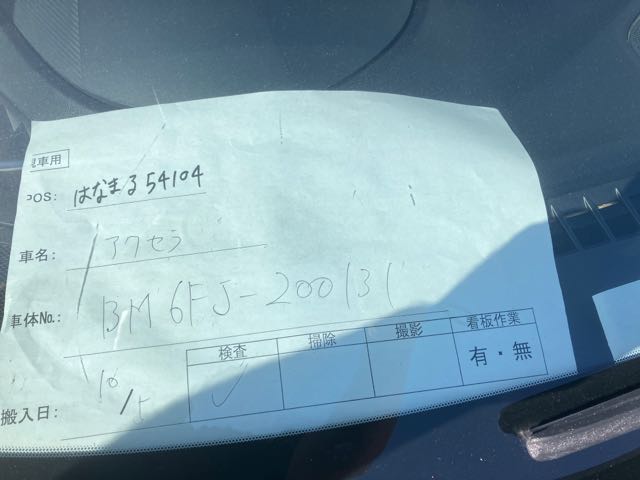 車用
POS: はなまる54104
車名: アクセラ
車体No.: BM6FJ-200131
検査 掃除 撮影 看板作業
搬入日: 10/5 ✓ 有・無